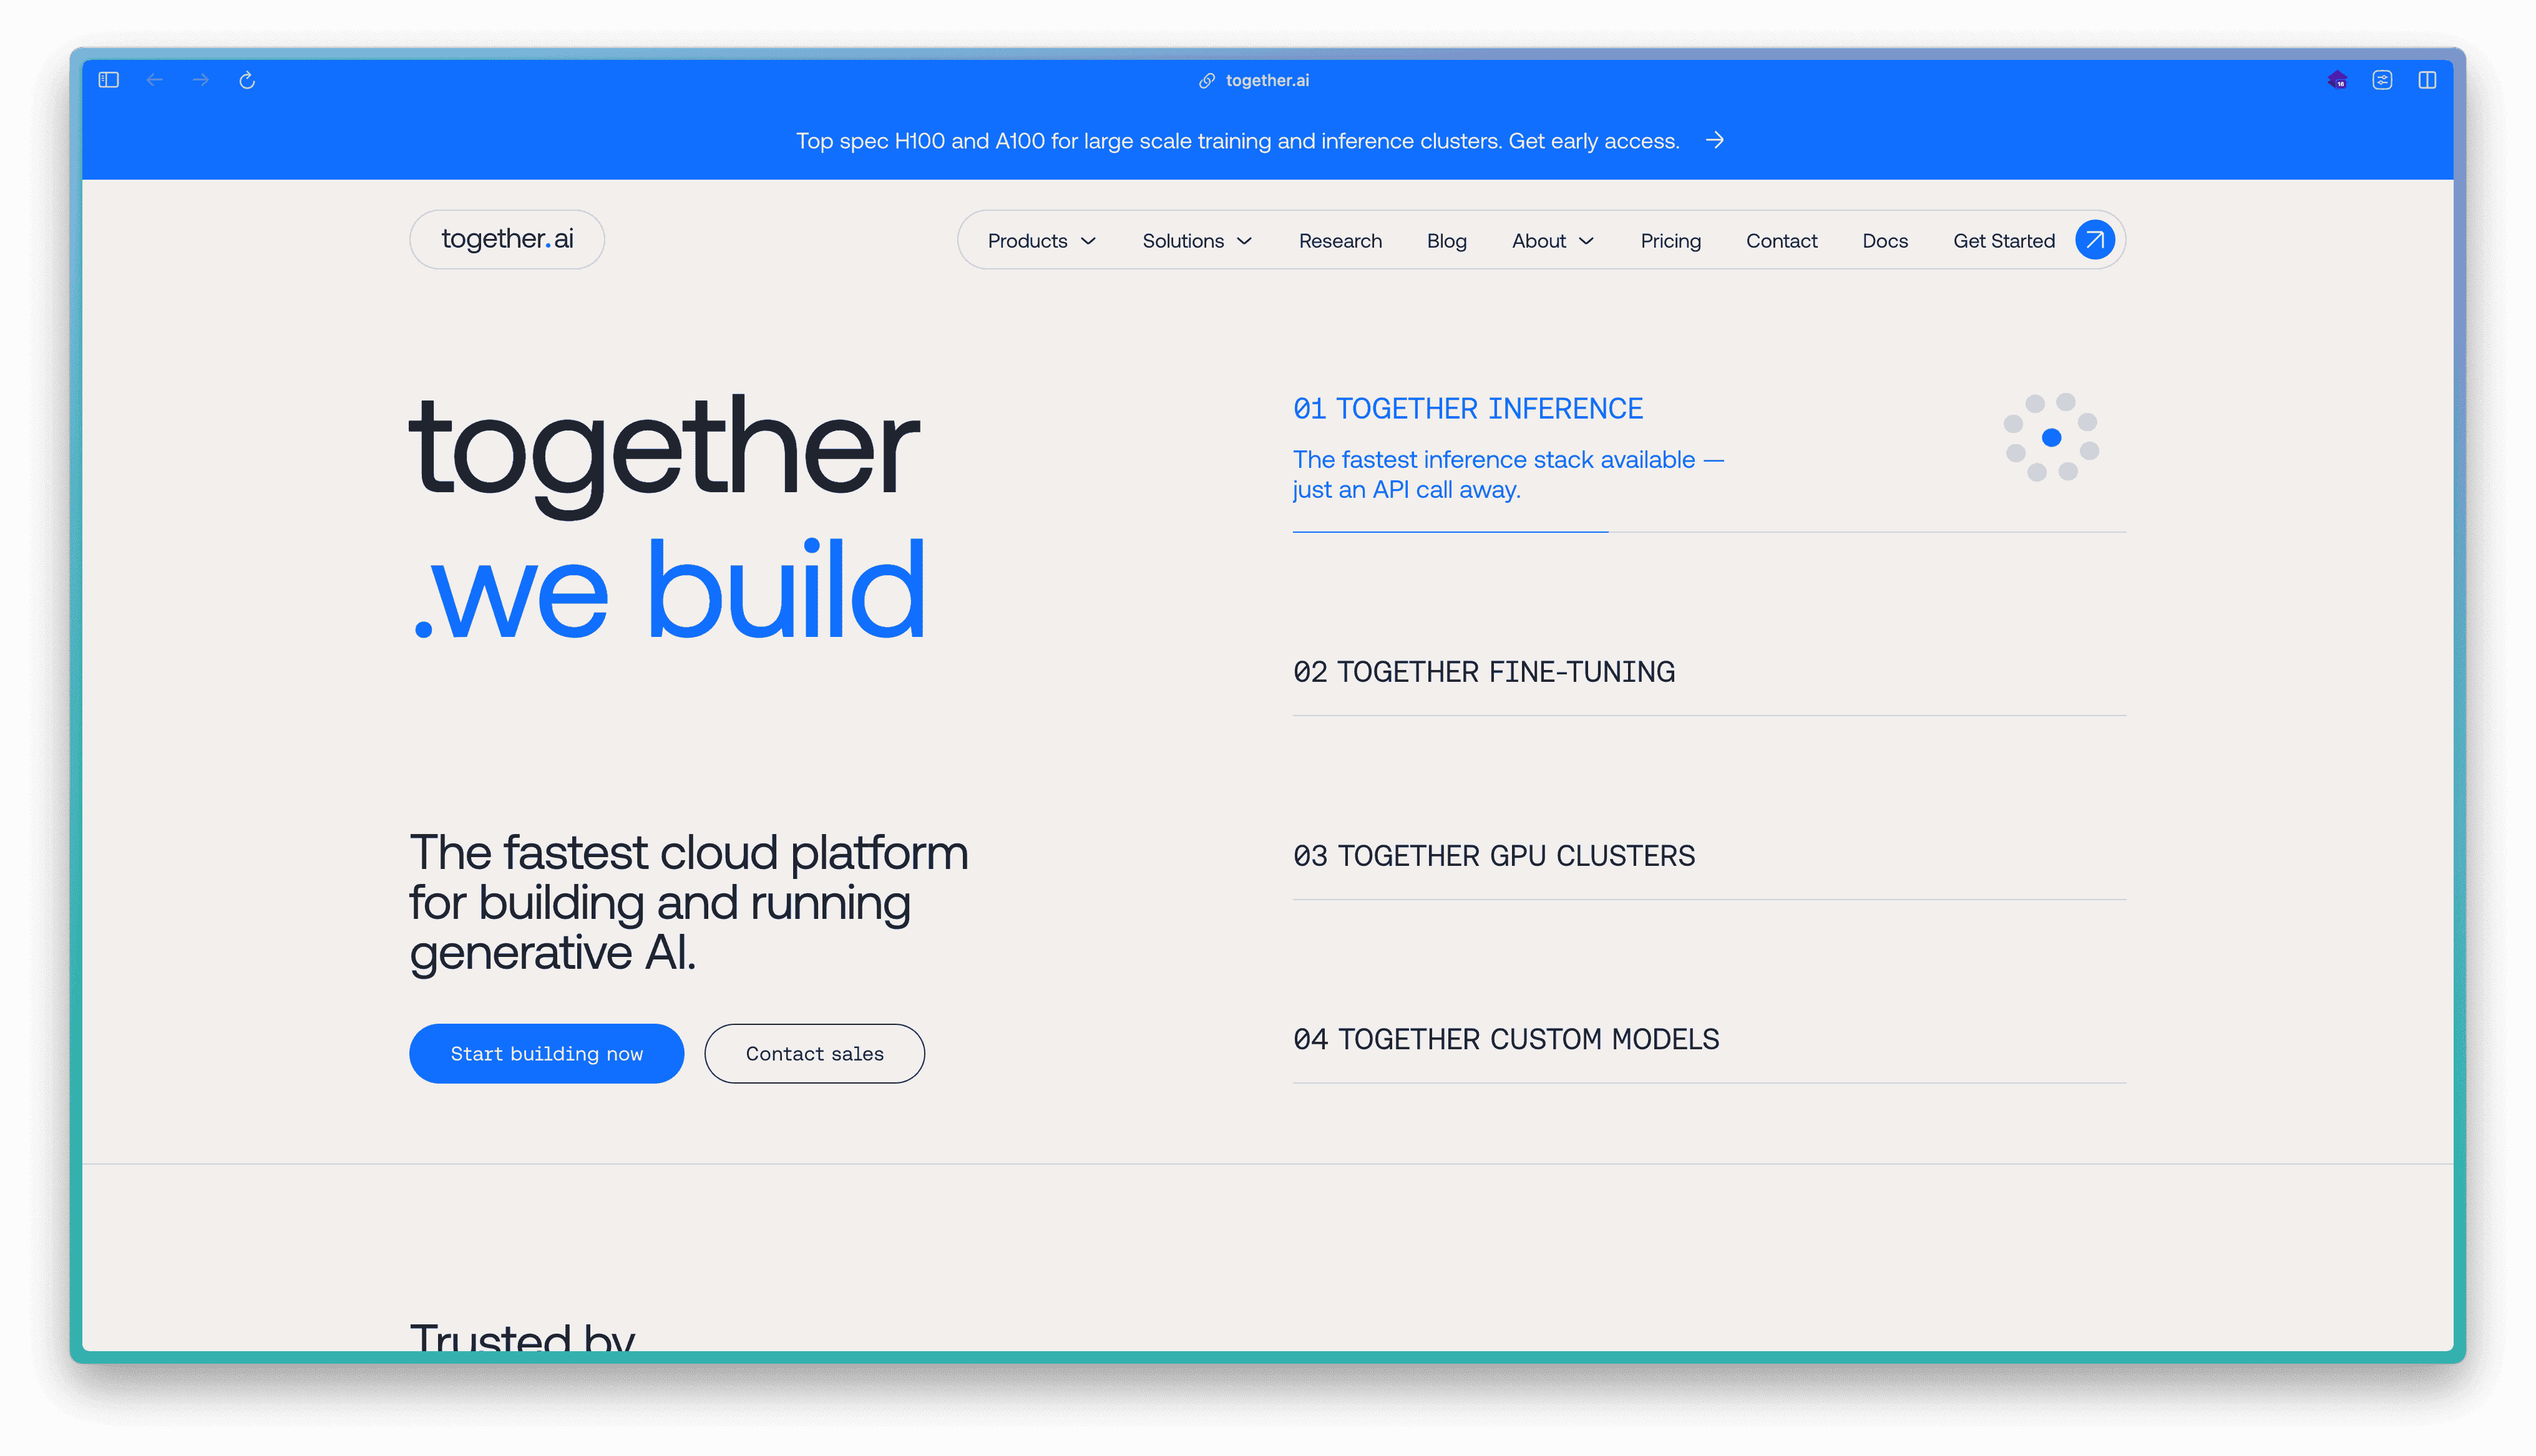 together.ai
Top spec H100 and A100 for large scale training and inference clusters. Get early access.
together.ai
Products
Solutions
Research
Blog
About
Pricing
Contact
Docs
Get Started
together
.we build
The fastest cloud platform
for building and running
generative AI.
Start building now
Contact sales
01 TOGETHER INFERENCE
The fastest inference stack available —
just an API call away.
02 TOGETHER FINE-TUNING
03 TOGETHER GPU CLUSTERS
04 TOGETHER CUSTOM MODELS
Trusted by